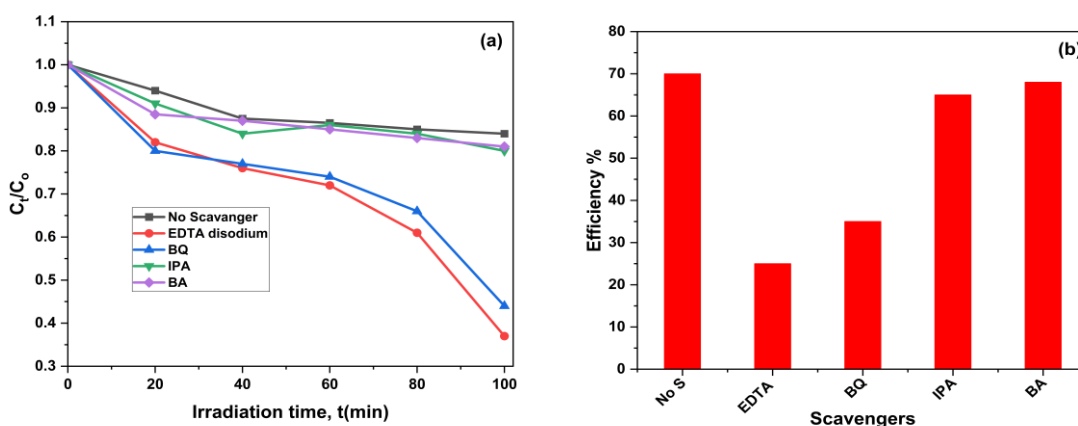 (a)
1.1
1.0
0.9
0.8
0.7
0.6
0.5
0.4
0.3
Ct/Co
No Scavanger
EDTA disodium
BQ
IPA
BA
0 20 40 60 80 100
Irradiation time, t(min)
(b)
80
70
60
50
40
30
20
10
0
Efficiency %
No S EDTA BQ IPA BA
Scavengers